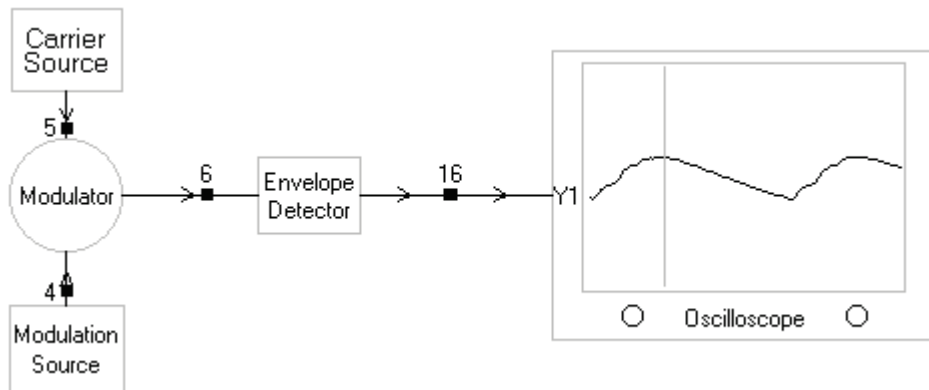 Carrier
Source
5
Modulator
6
Envelope
Detector
16
Y1
4
Modulation
Source
Oscilloscope